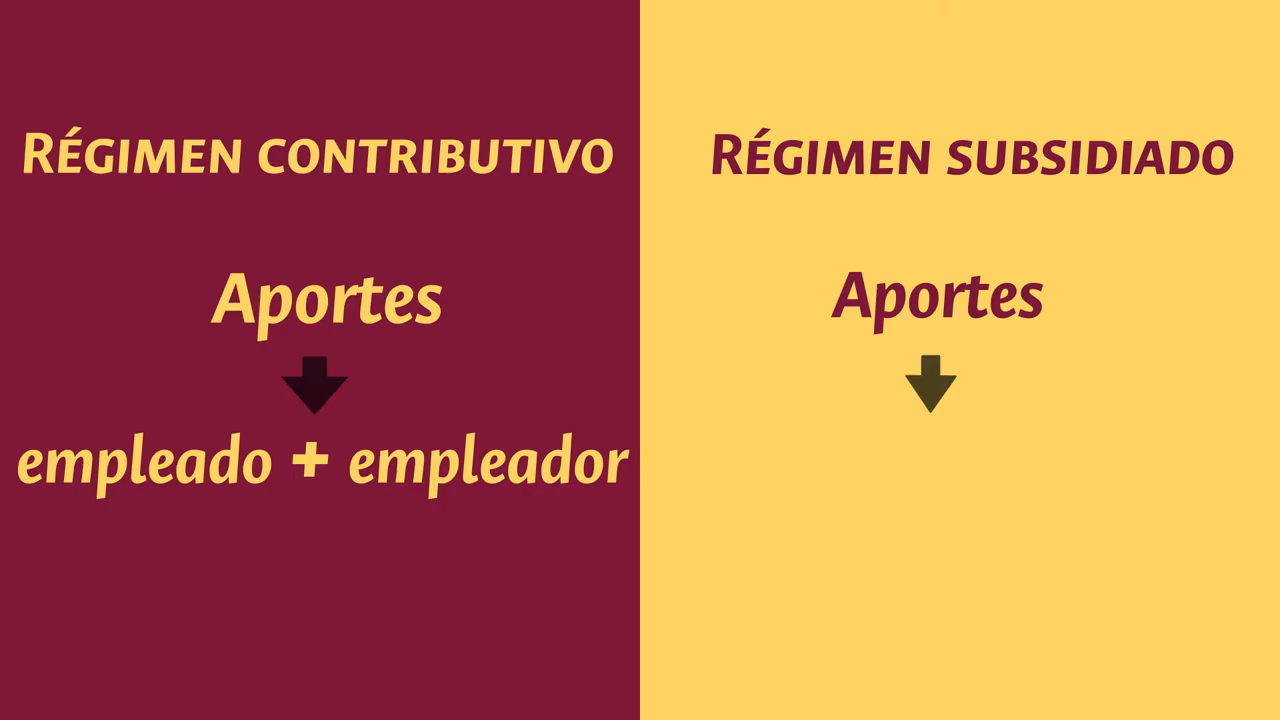 Régimen contributivo
Aportes
empleado + empleador
Régimen subsidiado
Aportes